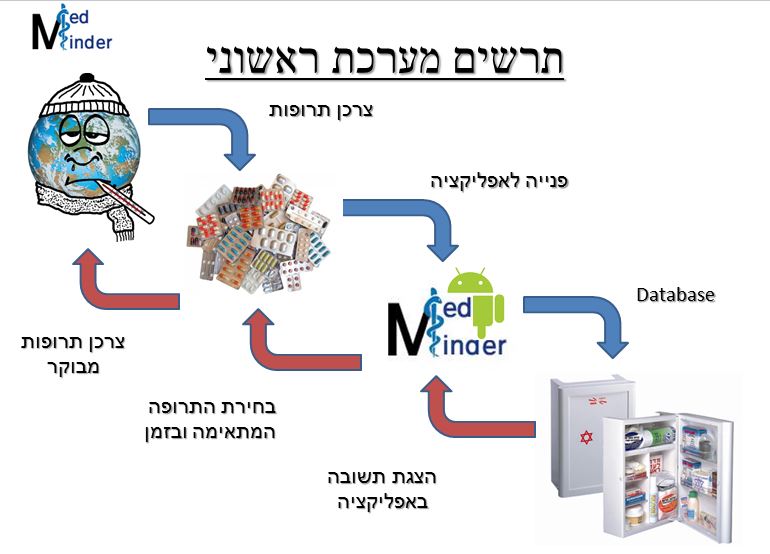 Med
Minder
תרשים מערכת ראשוני
צרכן תרופות
פנייה לאפליקציה
Med
Minder
Database
צרכן תרופות
מבוקר
בחירת התרופה
המתאימה ובזמן
הצגת תשובה
באפליקציה